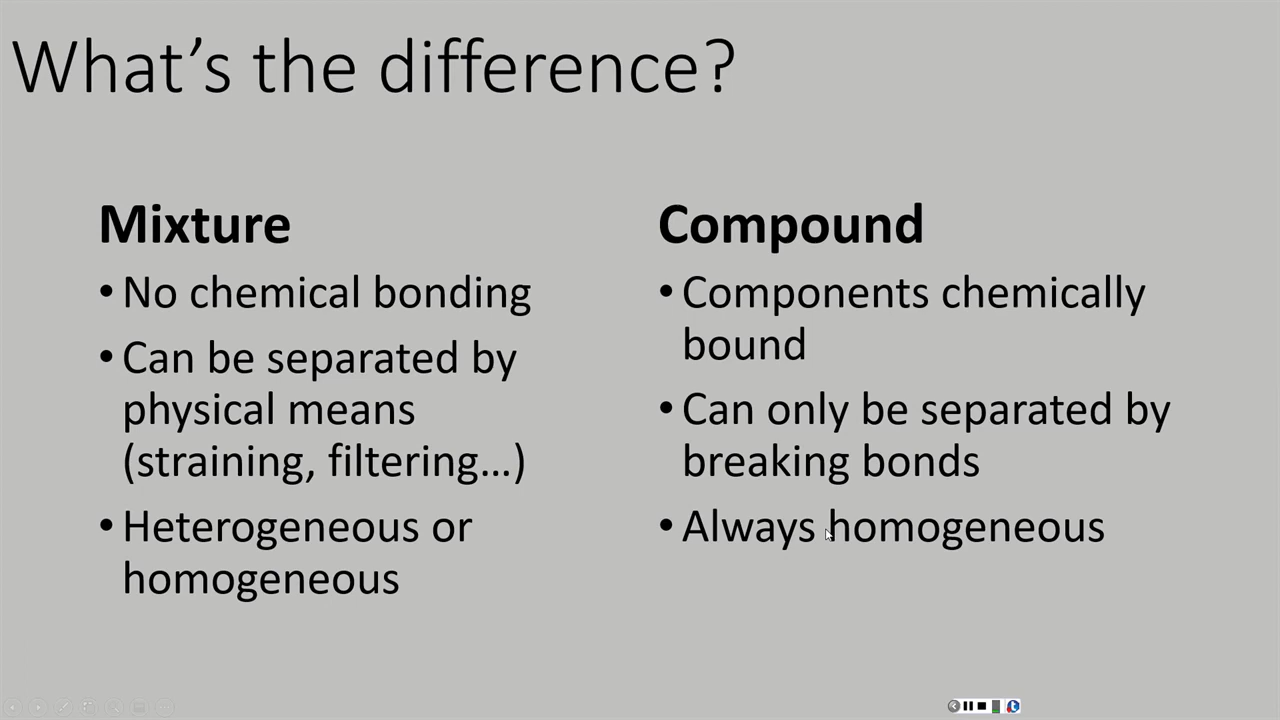 What’s the difference?
Mixture
• No chemical bonding
• Can be separated by
physical means
(straining, filtering…)
• Heterogeneous or
homogeneous
Compound
• Components chemically
bound
• Can only be separated by
breaking bonds
• Always homogeneous